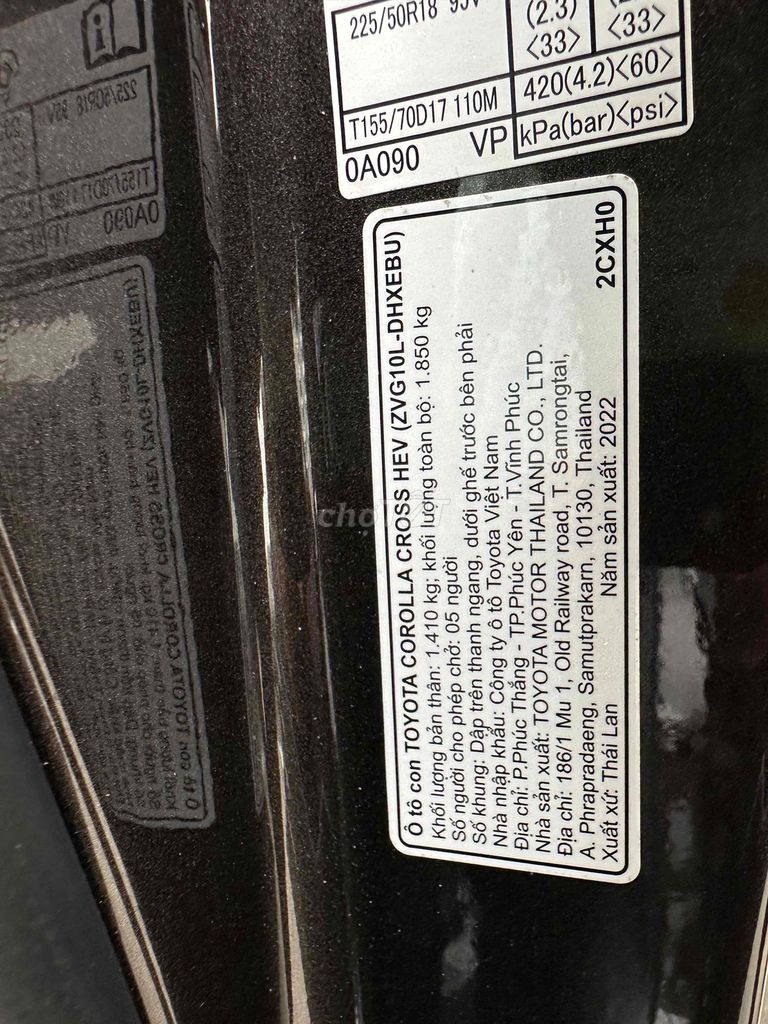 225/50R18 95V
(2.3)
<33>
<33>
T155/70D17 110M
420(4.2)<60>
0A090
VP
kPa(bar)<psi>
Ô tô con TOYOTA COROLLA CROSS HEV (ZVG10L-DHXEBU)
Khối lượng bản thân: 1.410 kg; khối lượng toàn bộ: 1.850 kg
Số người cho phép chở: 05 người
Số khung: Dập trên thanh ngang, dưới ghế trước bên phải
Nhà nhập khẩu: Công ty ô tô Toyota Việt Nam
Địa chỉ: P.Phúc Thắng - TP.Phúc Yên - T.Vĩnh Phúc
Nhà sản xuất: TOYOTA MOTOR THAILAND CO., LTD.
Địa chỉ: 186/1 Mu 1, Old Railway road, T. Samrongtai,
A. Phrapradaeng, Samutprakarn, 10130, Thailand
Xuất xứ: Thái Lan
Năm sản xuất: 2022
2CXH0
chợTỐT